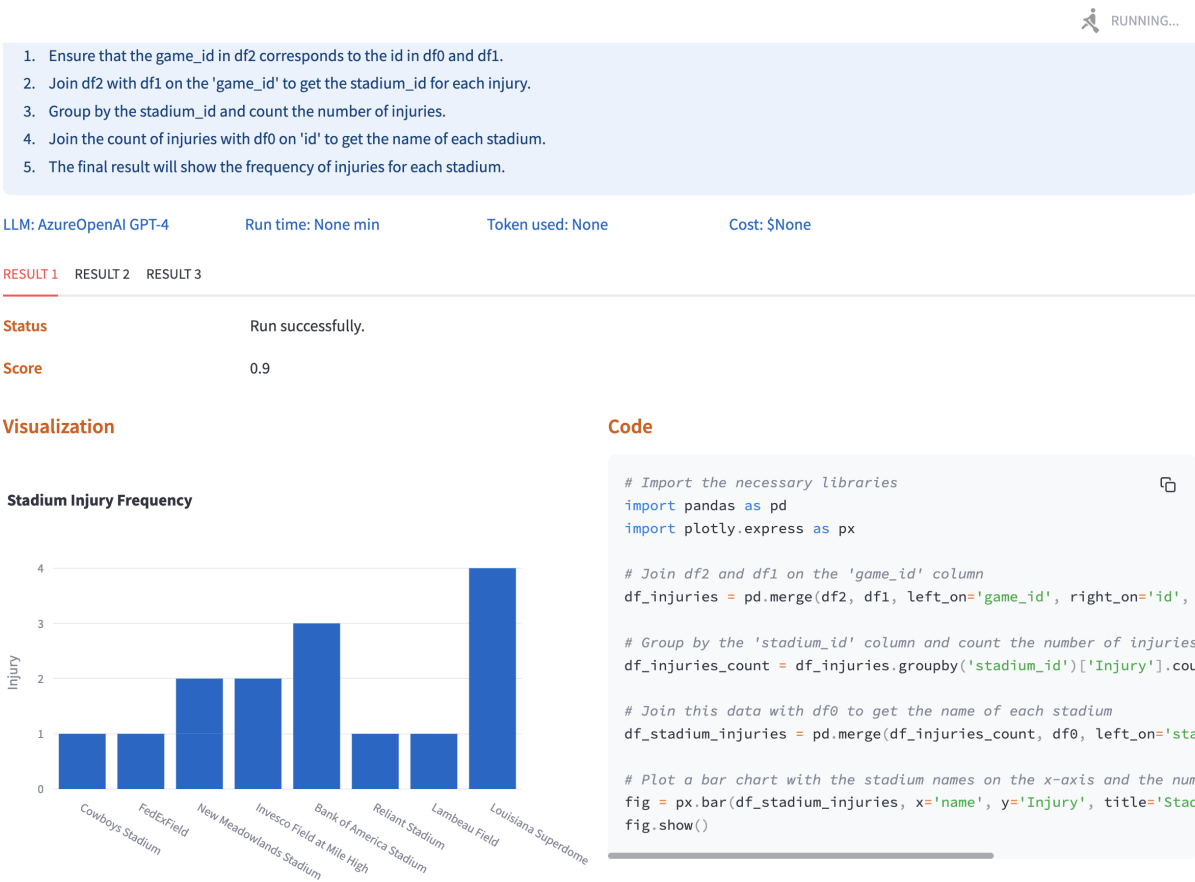 RUNNING...
1. Ensure that the game_id in df2 corresponds to the id in df0 and df1.
2. Join df2 with df1 on the 'game_id' to get the stadium_id for each injury.
3. Group by the stadium_id and count the number of injuries.
4. Join the count of injuries with df0 on 'id' to get the name of each stadium.
5. The final result will show the frequency of injuries for each stadium.
LLM: AzureOpenAI GPT-4 Run time: None min Token used: None Cost: $None
RESULT 1 RESULT 2 RESULT 3
Status Run successfully.
Score 0.9
Visualization
Stadium Injury Frequency
Injury
4
3
2
1
0
Cowboys Stadium
FedExField
New Meadowlands Stadium
Invesco Field at Mile High
Bank of America Stadium
Reliant Stadium
Lambeau Field
Louisiana Superdome
Code
# Import the necessary libraries
import pandas as pd
import plotly.express as px
# Join df2 and df1 on the 'game_id' column
df_injuries = pd.merge(df2, df1, left_on='game_id', right_on='id',
# Group by the 'stadium_id' column and count the number of injuries
df_injuries_count = df_injuries.groupby('stadium_id')['Injury'].cou
# Join this data with df0 to get the name of each stadium
df_stadium_injuries = pd.merge(df_injuries_count, df0, left_on='sta
# Plot a bar chart with the stadium names on the x-axis and the num
fig = px.bar(df_stadium_injuries, x='name', y='Injury', title='Stad
fig.show()